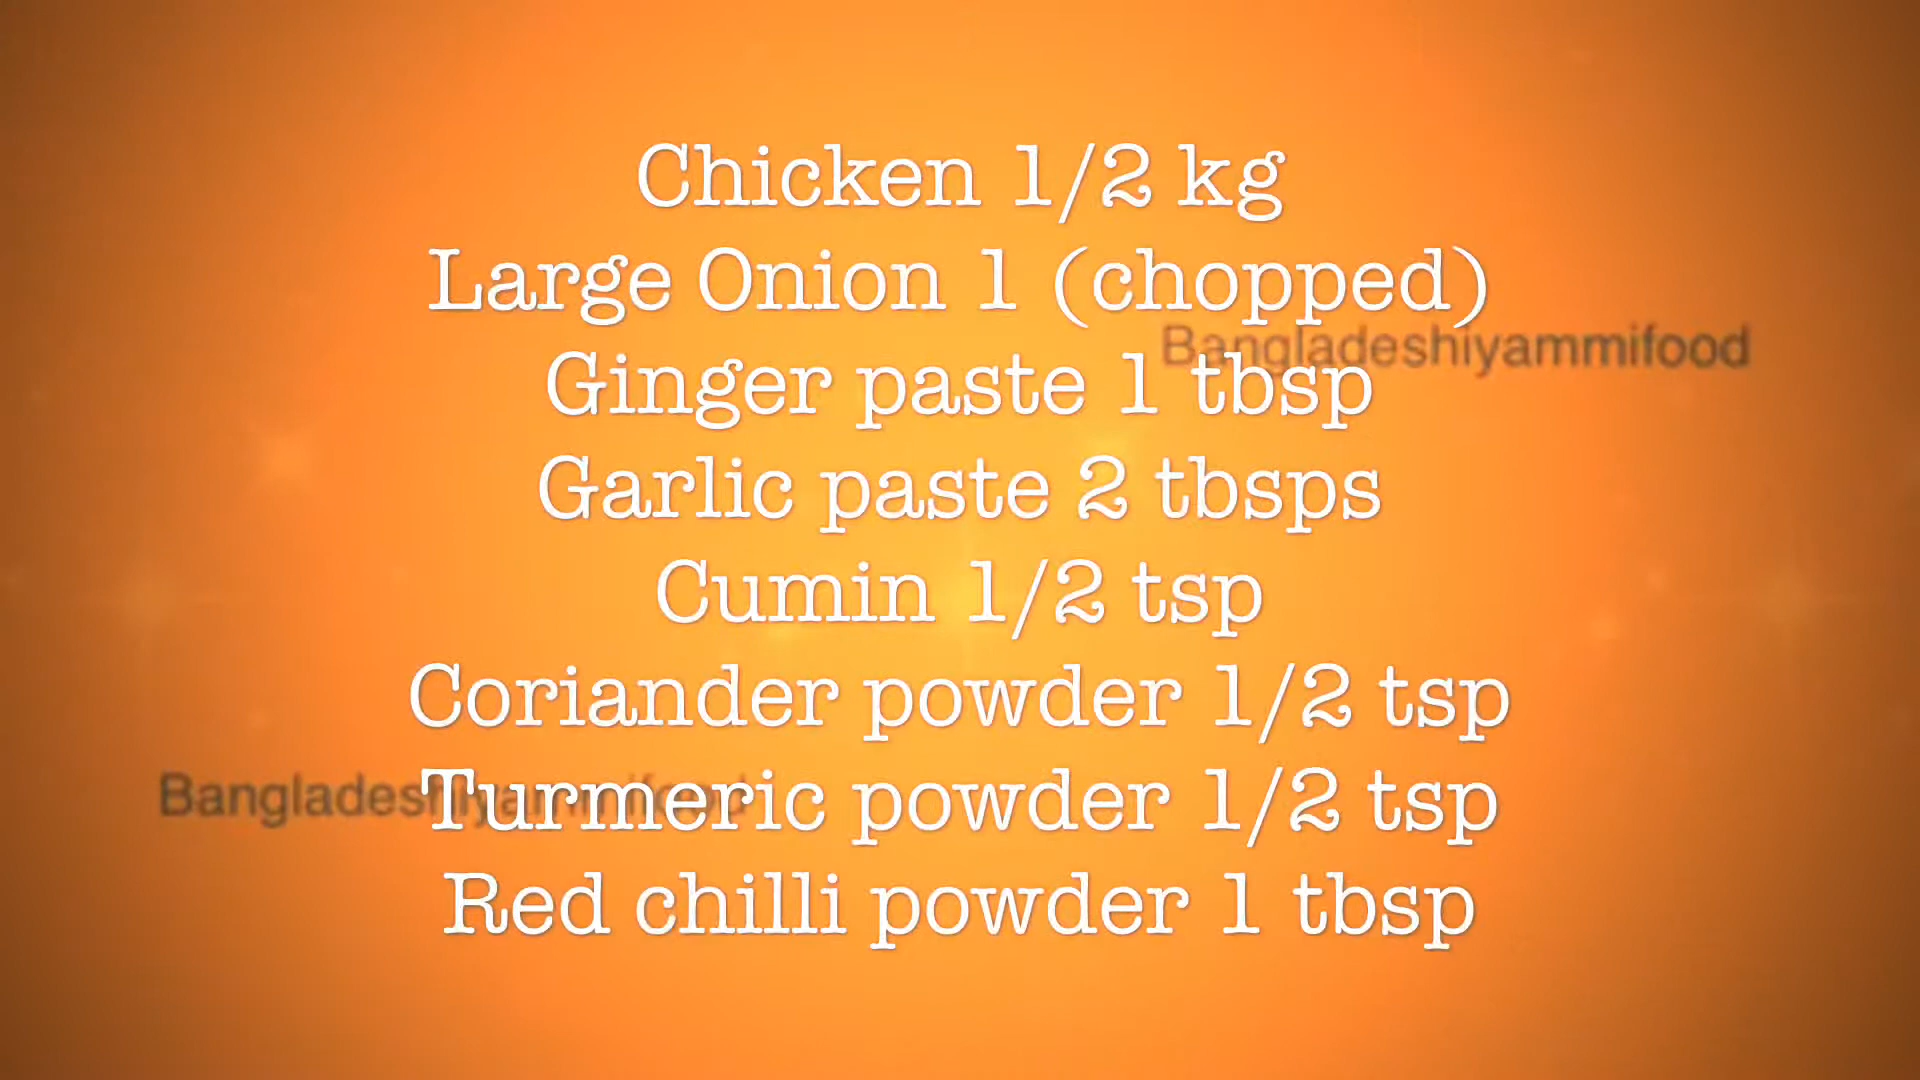 Chicken 1/2 kg
Large Onion 1 (chopped)
Bangladeshiyammifood
Ginger paste 1 tbsp
Garlic paste 2 tbsps
Cumin 1/2 tsp
Coriander powder 1/2 tsp
Bangladeshiyammifood
Turmeric powder 1/2 tsp
Red chilli powder 1 tbsp